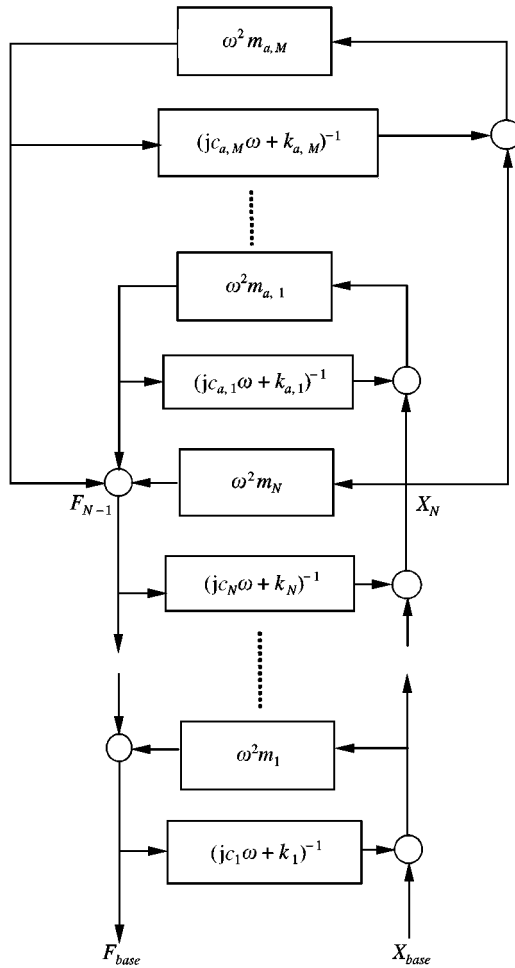 ω²m_{a, M}
(jc_{a, M}ω + k_{a, M})⁻¹
ω²m_{a, 1}
(jc_{a, 1}ω + k_{a, 1})⁻¹
ω²m_N
F_{N−1}
X_N
(jc_Nω + k_N)⁻¹
ω²m_1
(jc_1ω + k_1)⁻¹
F_{base}
X_{base}